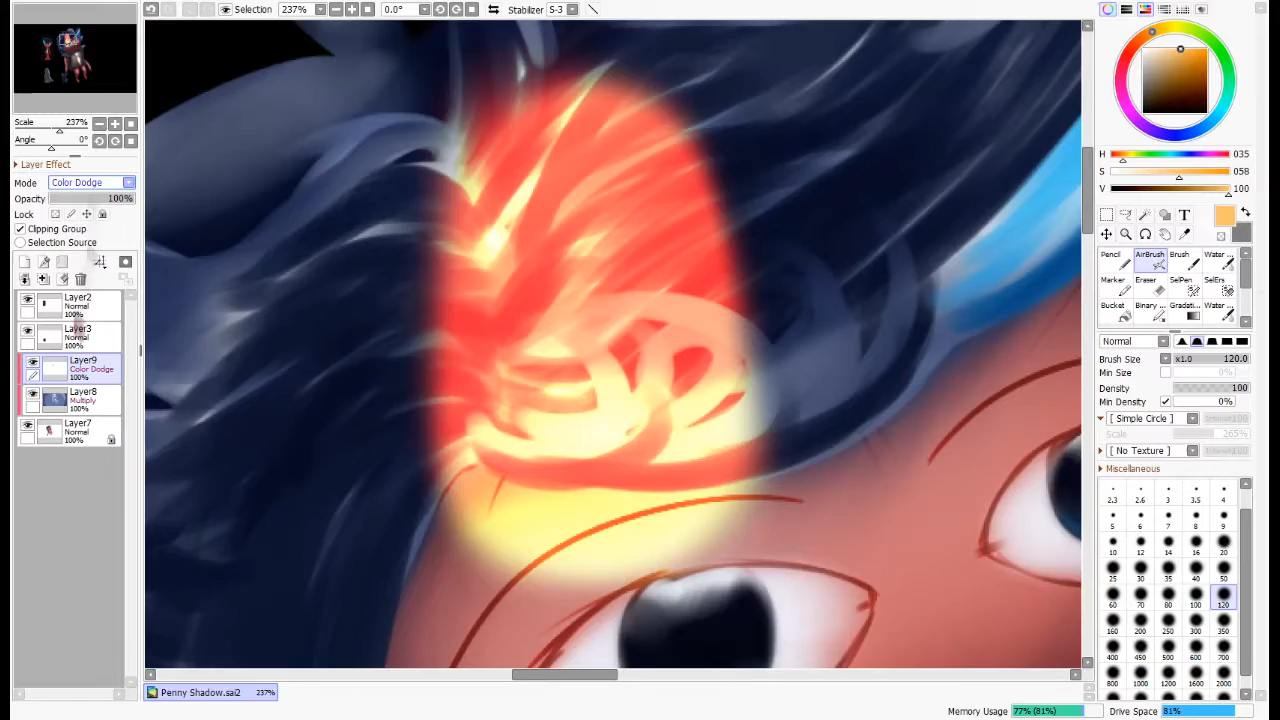 Selection 237% 0.0° Stabilizer S-3
Scale 237%
Angle 0°
Layer Effect
Mode Color Dodge
Opacity 100%
Lock
Clipping Group
Selection Source
Layer2
Normal
100%
Layer3
Normal
100%
Layer9
Color Dodge
100%
Layer8
Multiply
100%
Layer7
Normal
100%
Penny Shadow.sai2 237%
H 035
S 058
V 100
T
Pencil AirBrush Brush Water ...
Marker Eraser SelPen SelErs
Bucket Binary ... Gradati... Water ...
Normal
Brush Size x1.0 120.0
Min Size 0%
Density 100
Min Density 0%
[ Simple Circle ]
Scale 265%
[ No Texture ]
Miscellaneous
2.3 2.6 3 3.5 4
5 6 7 8 9
10 12 14 16 20
25 30 35 40 50
60 70 80 100 120
160 200 250 300 350
400 450 500 600 700
800 1000 1200 1600 2000
Memory Usage 77% (81%) Drive Space 81%